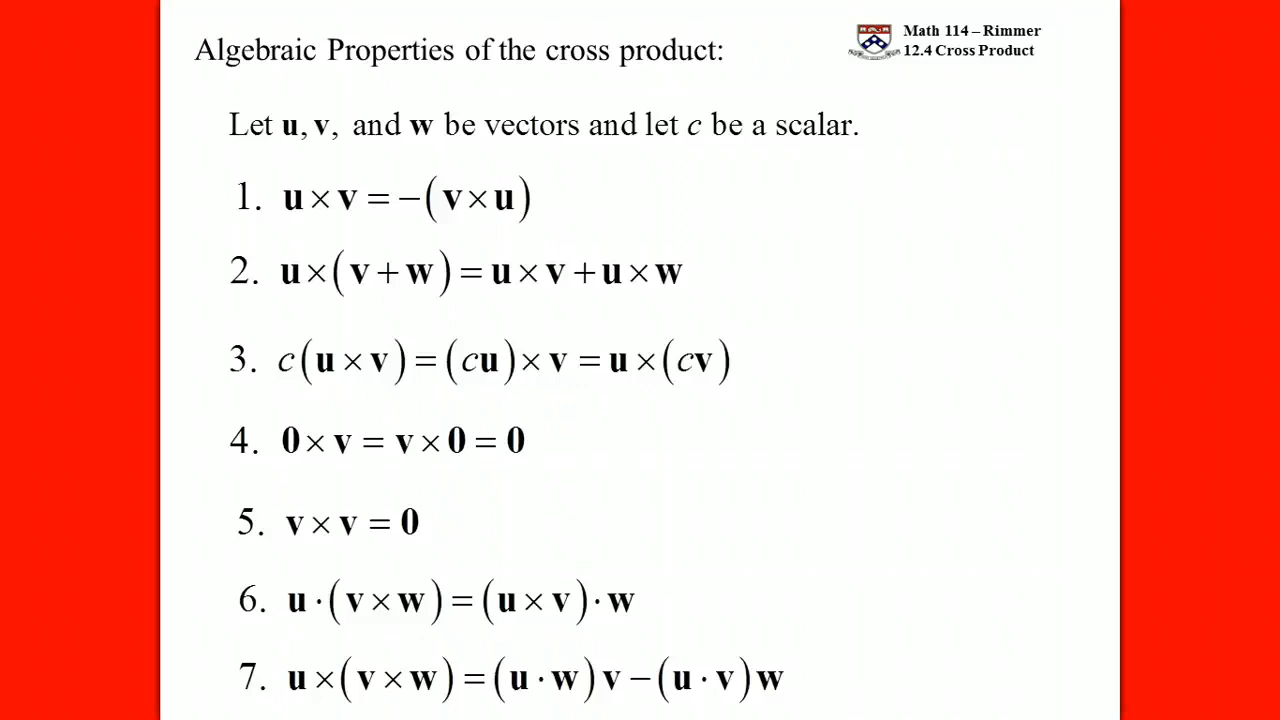 Algebraic Properties of the cross product:
Math 114 – Rimmer
12.4 Cross Product
Let u, v, and w be vectors and let c be a scalar.
1. u × v = −(v × u)
2. u × (v + w) = u × v + u × w
3. c(u × v) = (cu) × v = u × (cv)
4. 0 × v = v × 0 = 0
5. v × v = 0
6. u · (v × w) = (u × v) · w
7. u × (v × w) = (u · w)v − (u · v)w